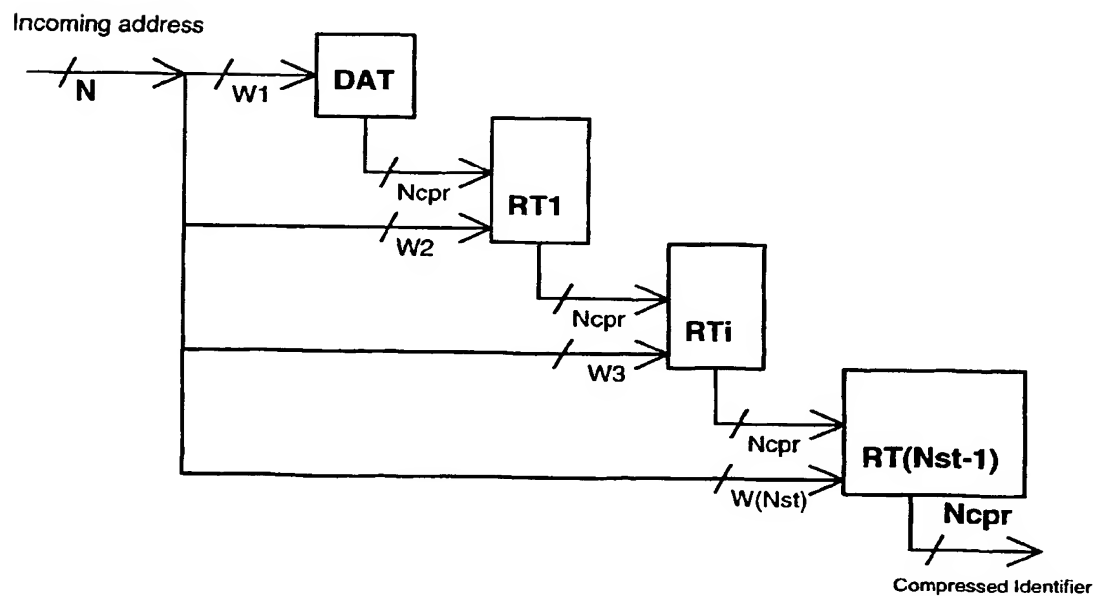 Incoming address
N
W1
DAT
Ncpr
RT1
W2
Ncpr
RTi
W3
Ncpr
RT(Nst-1)
W(Nst)
Ncpr
Compressed Identifier